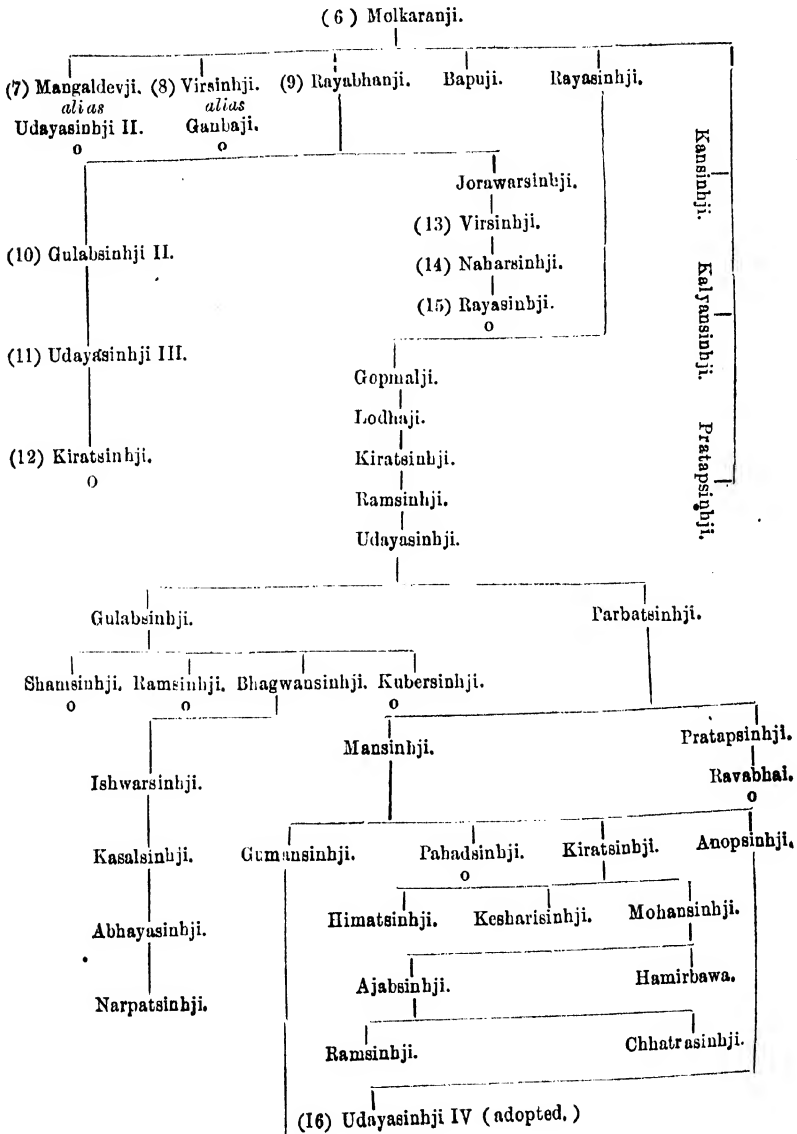 (6) Molkaranji.
(7) Mangaldevji. (8) Virsinhji. (9) Rayabhanji. Bapuji. Rayasinhji.
alias alias
Udayasinhji II. Ganbaji.
o o
Kansinhji.
Jorawarsinhji.
(13) Virsinhji.
(10) Gulabsinhji II.
(14) Naharsinhji.
Kalyansinhji.
(15) Rayasinhji.
o
(11) Udayasinhji III.
Gopmalji.
Lodhaji.
(12) Kiratsinhji.
o
Kiratsinhji.
Pratapsinhji.
Ramsinhji.
Udayasinhji.
Gulabsinhji. Parbatsinhji.
Shamsinhji. Ramsinhji. Bhagwansinhji. Kubersinhji.
o o o
Mansinhji. Pratapsinhji.
Ishwarsinhji. Ravabhai.
o
Kasalsinhji. Gumansinhji. Pahadsinhji. Kiratsinhji. Anopsinhji.
o
Himatsinhji. Kesharisinhji. Mohansinhji.
Abhayasinhji.
Ajabsinhji. Hamirbawa.
Narpatsinhji.
Ramsinhji. Chhatrasinhji.
(16) Udayasinhji IV (adopted.)